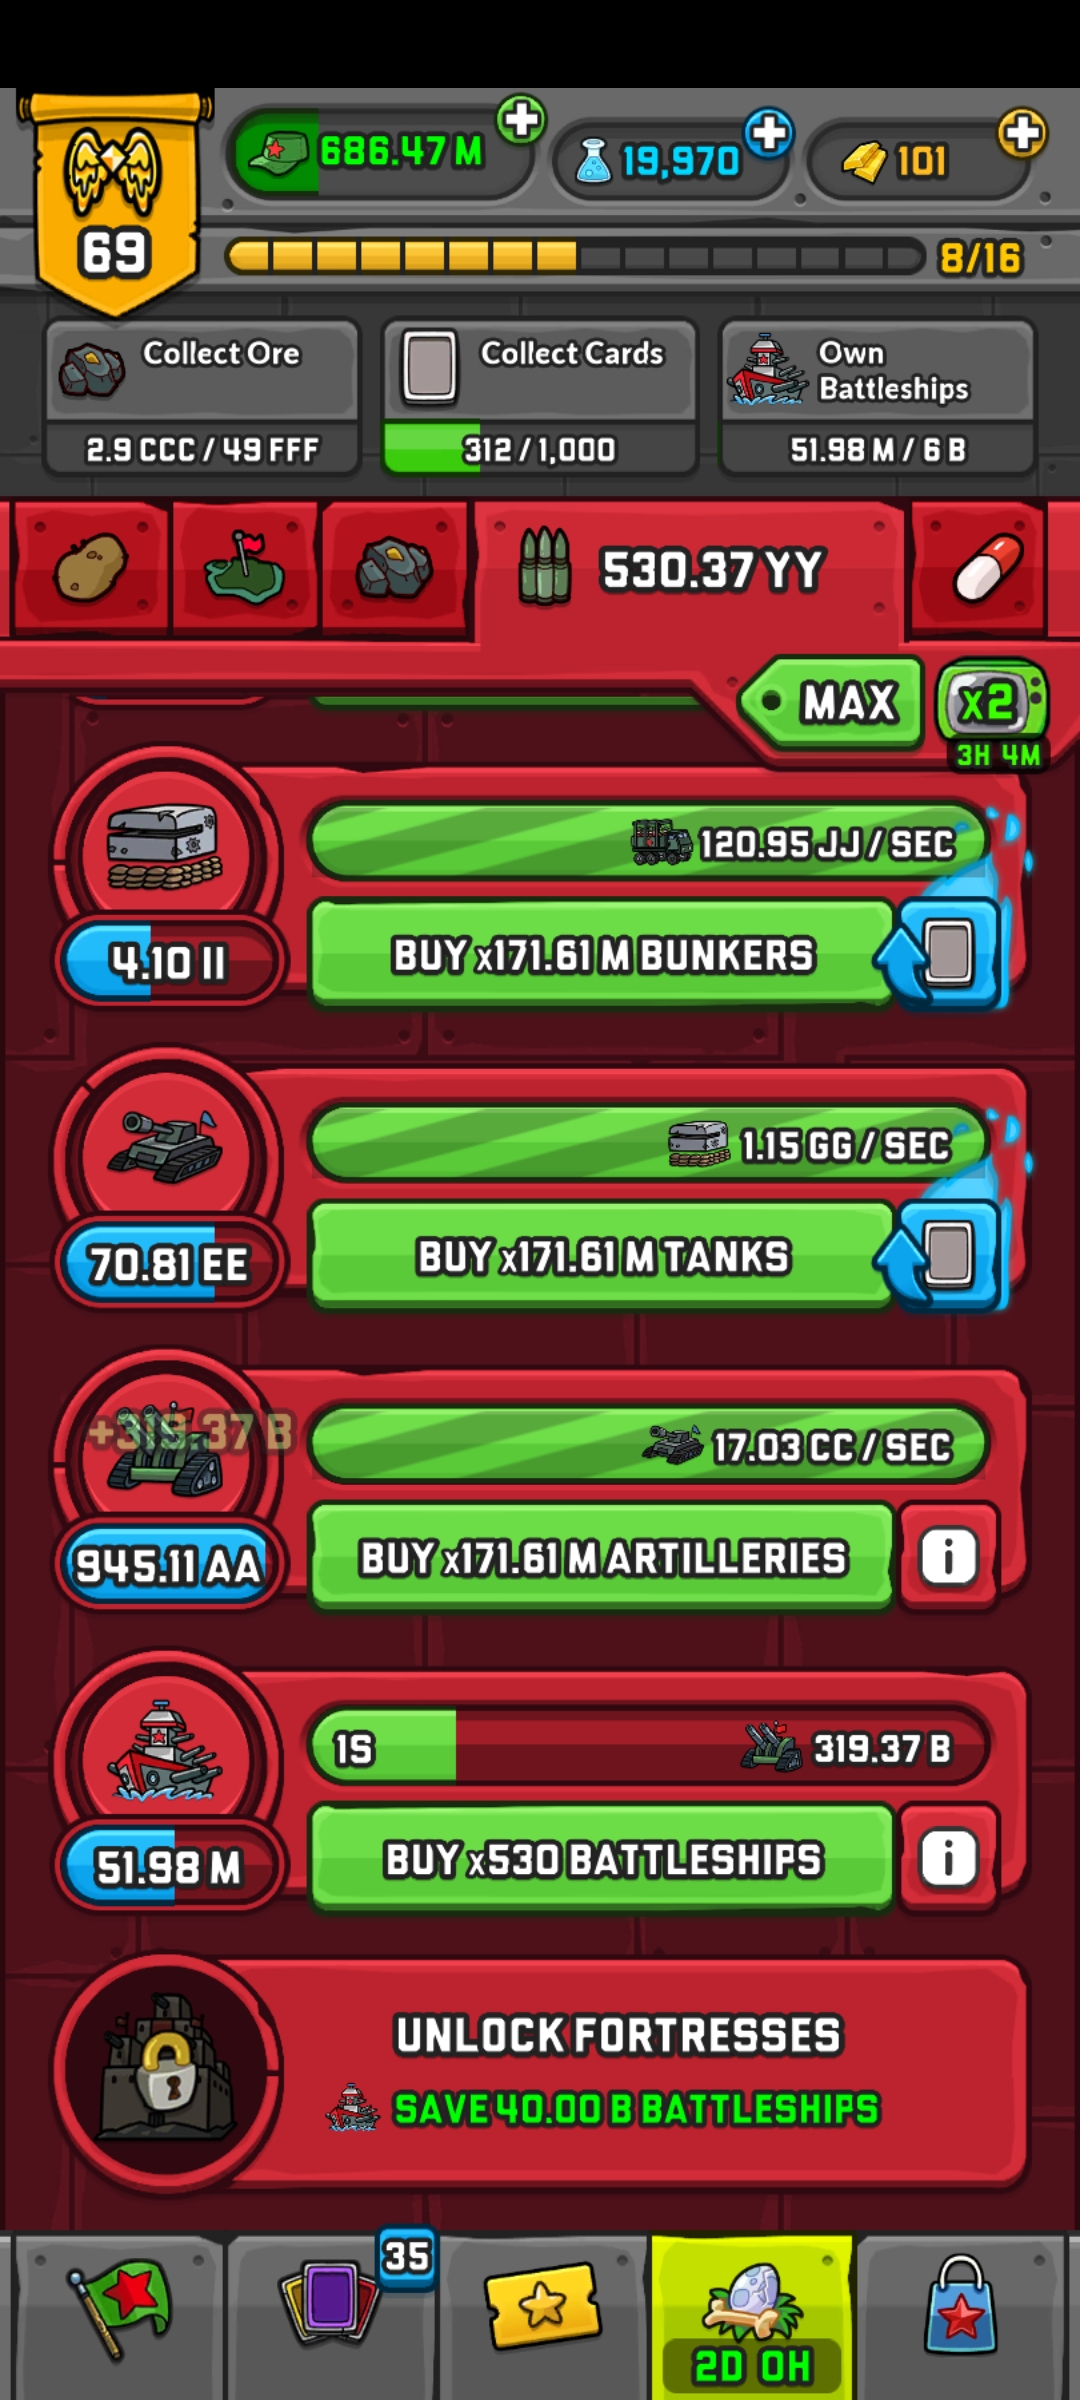 686.47 M
19,970
101
69
8/16
Collect Ore
2.9 CCC / 49 FFF
Collect Cards
312 / 1,000
Own
Battleships
51.98 M / 6 B
530.37 YY
MAX
x2
3H 4M
120.95 JJ / SEC
4.10 II
BUY x171.61 M BUNKERS
1.15 GG / SEC
70.81 EE
BUY x171.61 M TANKS
+319.37 B
17.03 CC / SEC
945.11 AA
BUY x171.61 M ARTILLERIES
i
1S
319.37 B
51.98 M
BUY x530 BATTLESHIPS
i
UNLOCK FORTRESSES
SAVE 40.00 B BATTLESHIPS
35
2D 0H